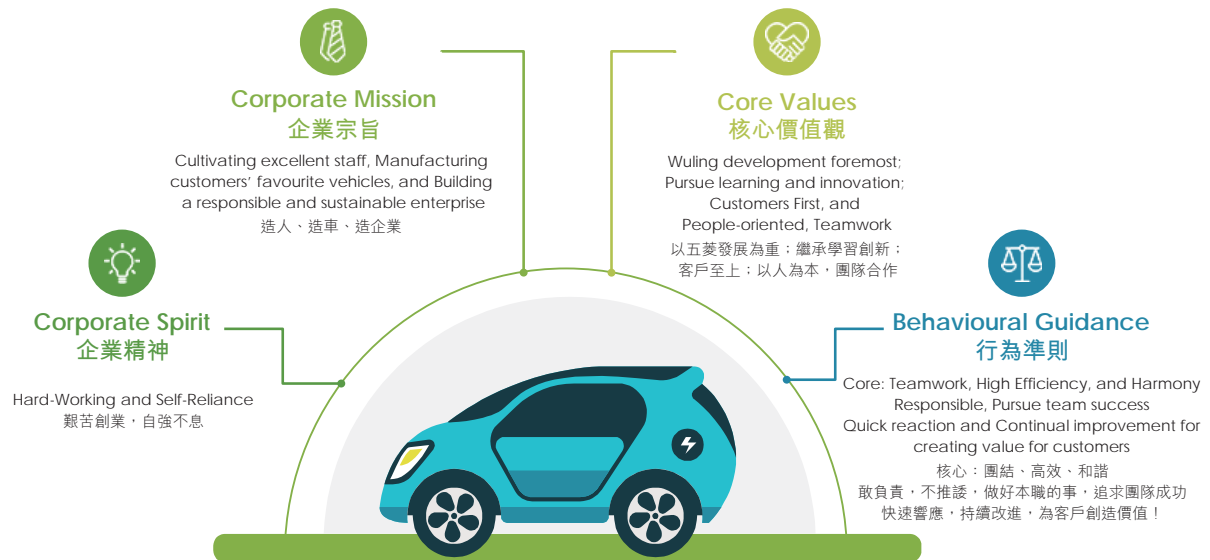 Corporate Mission
企業宗旨
Cultivating excellent staff, Manufacturing
customers' favourite vehicles, and Building
a responsible and sustainable enterprise
造人、造車、造企業
Core Values
核心價值觀
Wuling development foremost;
Pursue learning and innovation;
Customers First, and
People-oriented, Teamwork
以五菱發展為重；繼承學習創新；
客戶至上；以人為本，團隊合作
Corporate Spirit
企業精神
Hard-Working and Self-Reliance
艱苦創業，自強不息
Behavioural Guidance
行為準則
Core: Teamwork, High Efficiency, and Harmony
Responsible, Pursue team success
Quick reaction and Continual improvement for
creating value for customers
核心：團結、高效、和諧
敢負責，不推諉，做好本職的事，追求團隊成功
快速響應，持續改進，為客戶創造價值！